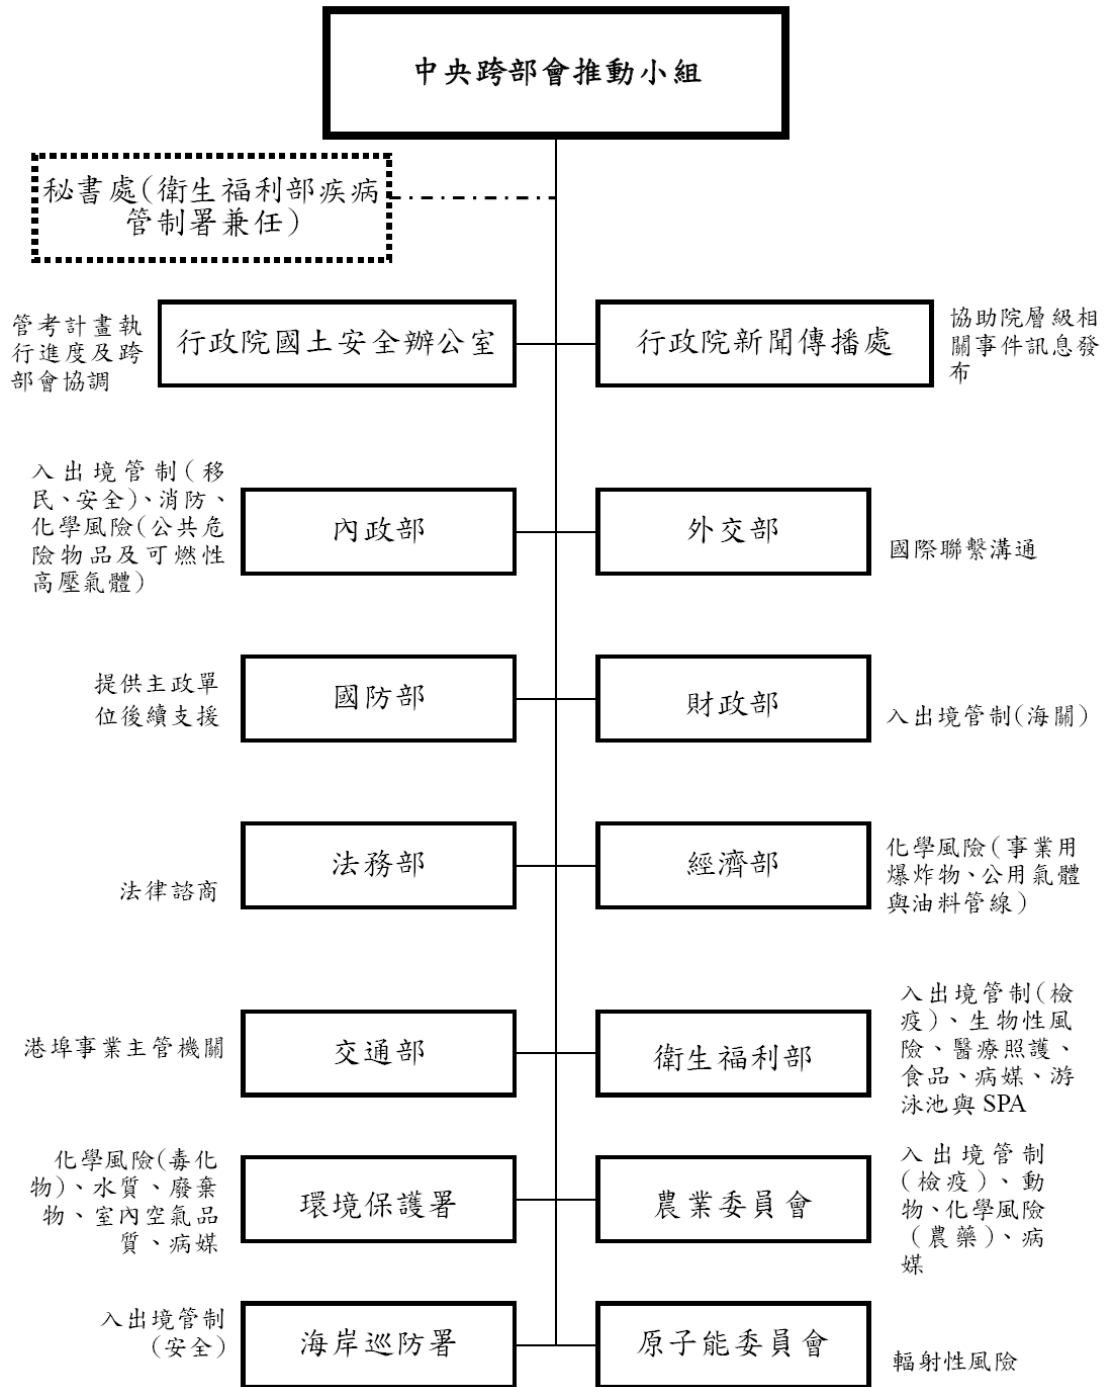 中央跨部會推動小組
秘書處(衛生福利部疾病
管制署兼任)
管考計畫執
行進度及跨
部會協調
行政院國土安全辦公室
行政院新聞傳播處
協助院層級相
關事件訊息發
布
入出境管制(移
民、安全)、消防、
化學風險(公共危
險物品及可燃性
高壓氣體)
內政部
外交部
國際聯繫溝通
提供主政單
位後續支援
國防部
財政部
入出境管制(海關)
法律諮商
法務部
經濟部
化學風險(事業用
爆炸物、公用氣體
與油料管線)
港埠事業主管機關
交通部
衛生福利部
入出境管制(檢
疫)、生物性風
險、醫療照護、
食品、病媒、游
泳池與 SPA
化學風險(毒化
物)、水質、廢棄
物、室內空氣品
質、病媒
環境保護署
農業委員會
入出境管制
(檢疫)、動
物、化學風險
(農藥)、病
媒
入出境管制
(安全)
海岸巡防署
原子能委員會
輻射性風險